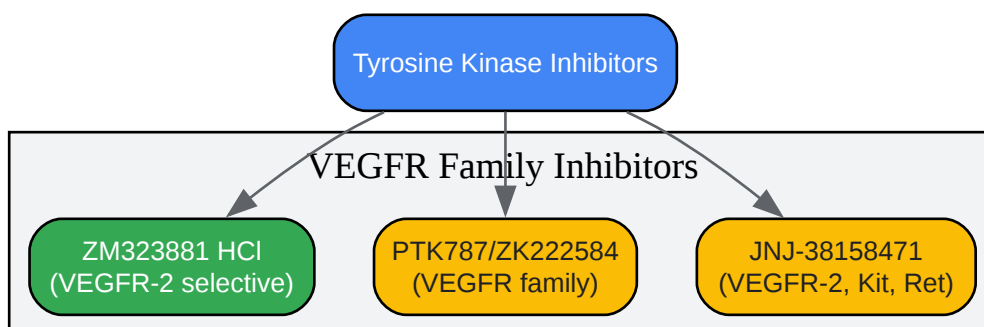 Tyrosine Kinase Inhibitors
VEGFR Family Inhibitors
ZM323881 HCl
(VEGFR-2 selective)
PTK787/ZK222584
(VEGFR family)
JNJ-38158471
(VEGFR-2, Kit, Ret)